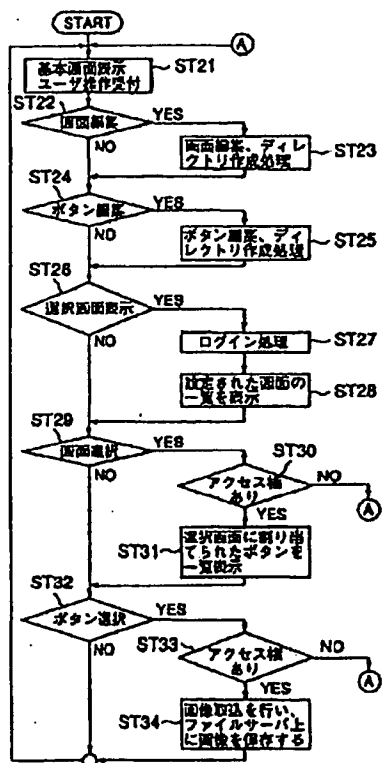 START
A
基本画面表示
ユーザ操作受付
ST21
ST22
画面編集
YES
NO
画面編集、ディレク
トリ作成処理
ST23
ST24
ボタン編集
YES
NO
ボタン編集、ディレ
クトリ作成処理
ST25
ST26
選択画面表示
YES
NO
ログイン処理
ST27
設定された画面の
一覧を表示
ST28
ST29
画面選択
YES
NO
ST30
アクセス権
あり
NO
A
YES
ST31
選択画面に割り当
てられたボタンを
一覧表示
ST32
ボタン選択
YES
NO
ST33
アクセス権
あり
NO
A
YES
ST34
画像取込を行い、
ファイルサーバ上
に画像を保存する